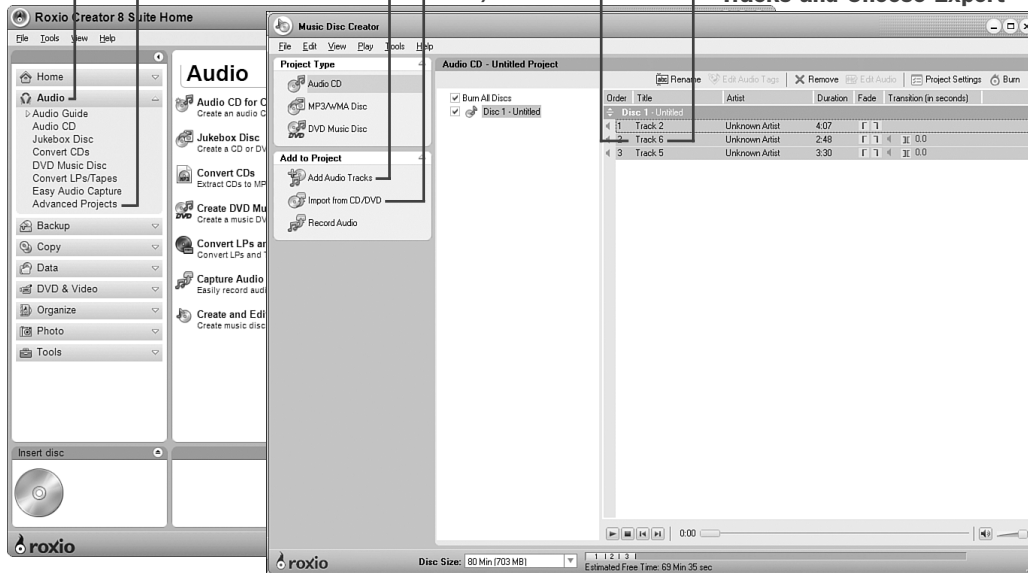 Tracks and Choose Export
Roxio Creator 8 Suite Home
File Tools View Help
Home
Audio
Audio Guide
Audio CD
Jukebox Disc
Convert CDs
DVD Music Disc
Convert LPs/Tapes
Easy Audio Capture
Advanced Projects
Backup
Copy
Data
DVD & Video
Organize
Photo
Tools
Insert disc
roxio
Audio
Audio CD for C
Create an audio C
Jukebox Disc
Create a CD or DV
Convert CDs
Extract CDs to MP
Create DVD Mu
Create a music DV
Convert LPs an
Convert LPs and T
Capture Audio
Easily record audi
Create and Edi
Create music disc
Music Disc Creator
File Edit View Play Tools Help
Project Type
Audio CD
MP3/WMA Disc
DVD Music Disc
Add to Project
Add Audio Tracks
Import from CD/DVD
Record Audio
Audio CD - Untitled Project
Rename Edit Audio Tags Remove Edit Audio Project Settings Burn
Burn All Discs
Disc 1 - Untitled
Order Title Artist Duration Fade Transition (in seconds)
Disc 1 - Untitled
1 Track 2 Unknown Artist 4:07
2 Track 6 Unknown Artist 2:48 0.0
3 Track 5 Unknown Artist 3:30 0.0
0:00
roxio
Disc Size: 80 Min (703 MB)
1 2 3
Estimated Free Time: 69 Min 35 sec